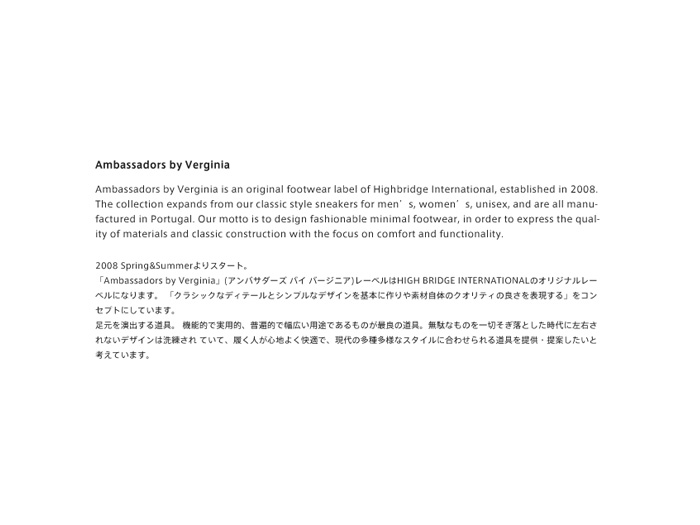 Ambassadors by Verginia
Ambassadors by Verginia is an original footwear label of Highbridge International, established in 2008.
The collection expands from our classic style sneakers for men’s, women’s, unisex, and are all manu-
factured in Portugal. Our motto is to design fashionable minimal footwear, in order to express the qual-
ity of materials and classic construction with the focus on comfort and functionality.
2008 Spring&Summerよりスタート。
「Ambassadors by Verginia」(アンバサダーズ バイ バージニア)レーベルはHIGH BRIDGE INTERNATIONALのオリジナルレー
ベルになります。 「クラシックなディテールとシンプルなデザインを基本に作りや素材自体のクオリティの良さを表現する」をコン
セプトにしています。
足元を演出する道具。 機能的で実用的、普遍的で幅広い用途であるものが最良の道具。無駄なものを一切そぎ落とした時代に左右さ
れないデザインは洗練され ていて、履く人が心地よく快適で、現代の多種多様なスタイルに合わせられる道具を提供・提案したいと
考えています。